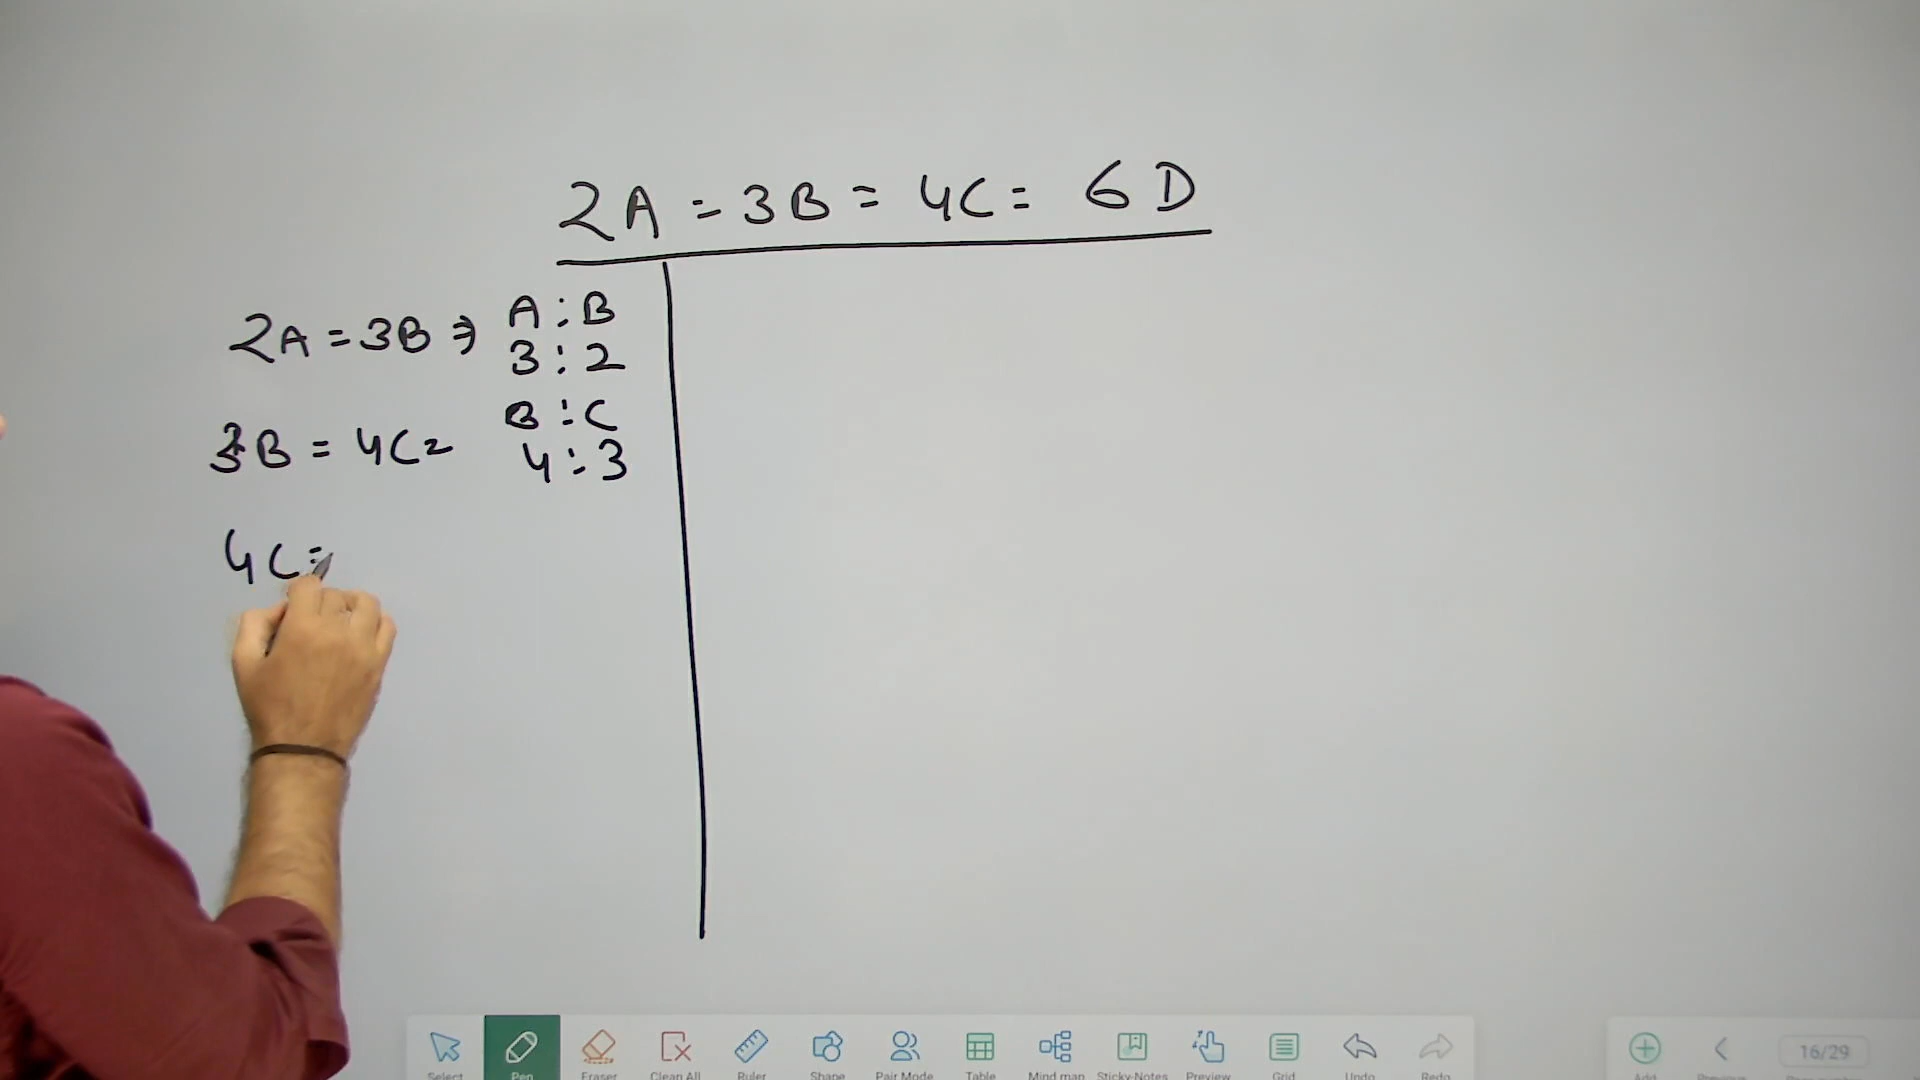 2A = 3B = 4C = 6D
2A = 3B ⇒ A : B
3 : 2
3B = 4C = B : C
4 : 3
4C =
Select Pen Eraser Clean All Ruler Shape Pair Mode Table Mind map Sticky-Notes Preview Grid Undo Redo
Add 16/29